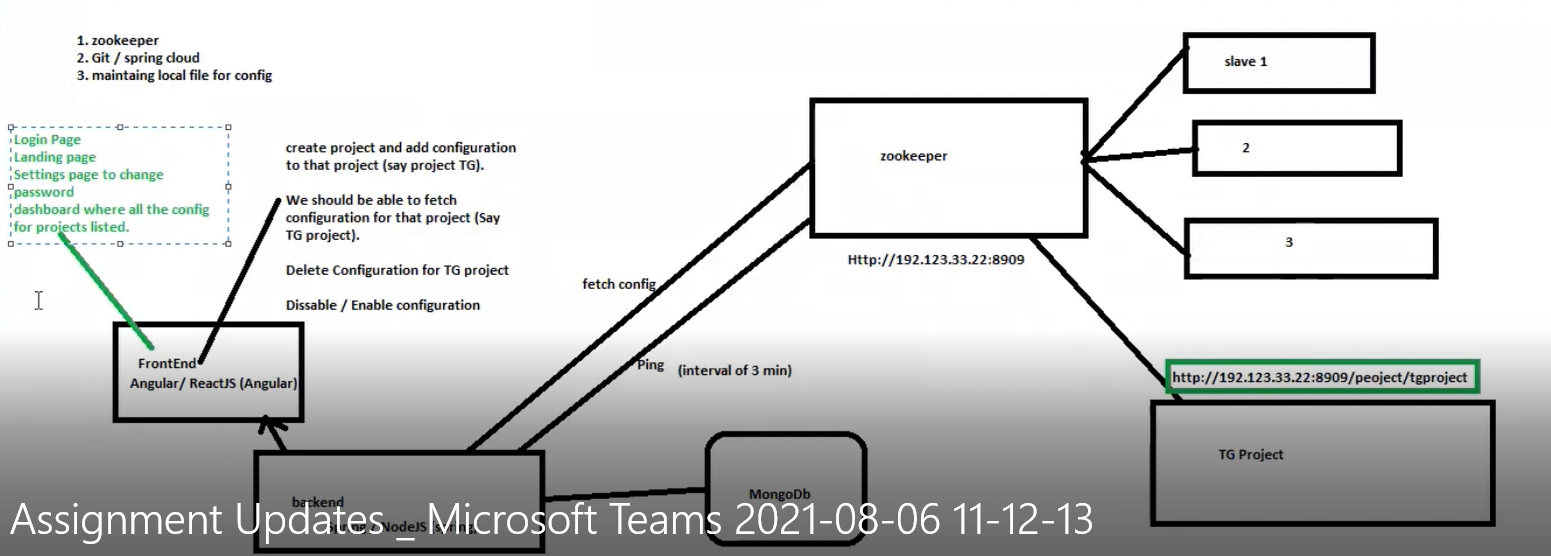 1. zookeeper
2. Git / spring cloud
3. maintaing local file for config
Login Page
Landing page
Settings page to change
password
dashboard where all the config
for projects listed.
create project and add configuration
to that project (say project TG).
We should be able to fetch
configuration for that project (Say
TG project).
Delete Configuration for TG project
Dissable / Enable configuration
FrontEnd
Angular/ ReactJS (Angular)
backend
Spring / NodeJS (spring)
fetch config
Ping (interval of 3 min)
MongoDb
zookeeper
Http://192.123.33.22:8909
slave 1
2
3
http://192.123.33.22:8909/peoject/tgproject
TG Project
Assignment Updates_ _ Microsoft Teams 2021-08-06 11-12-13